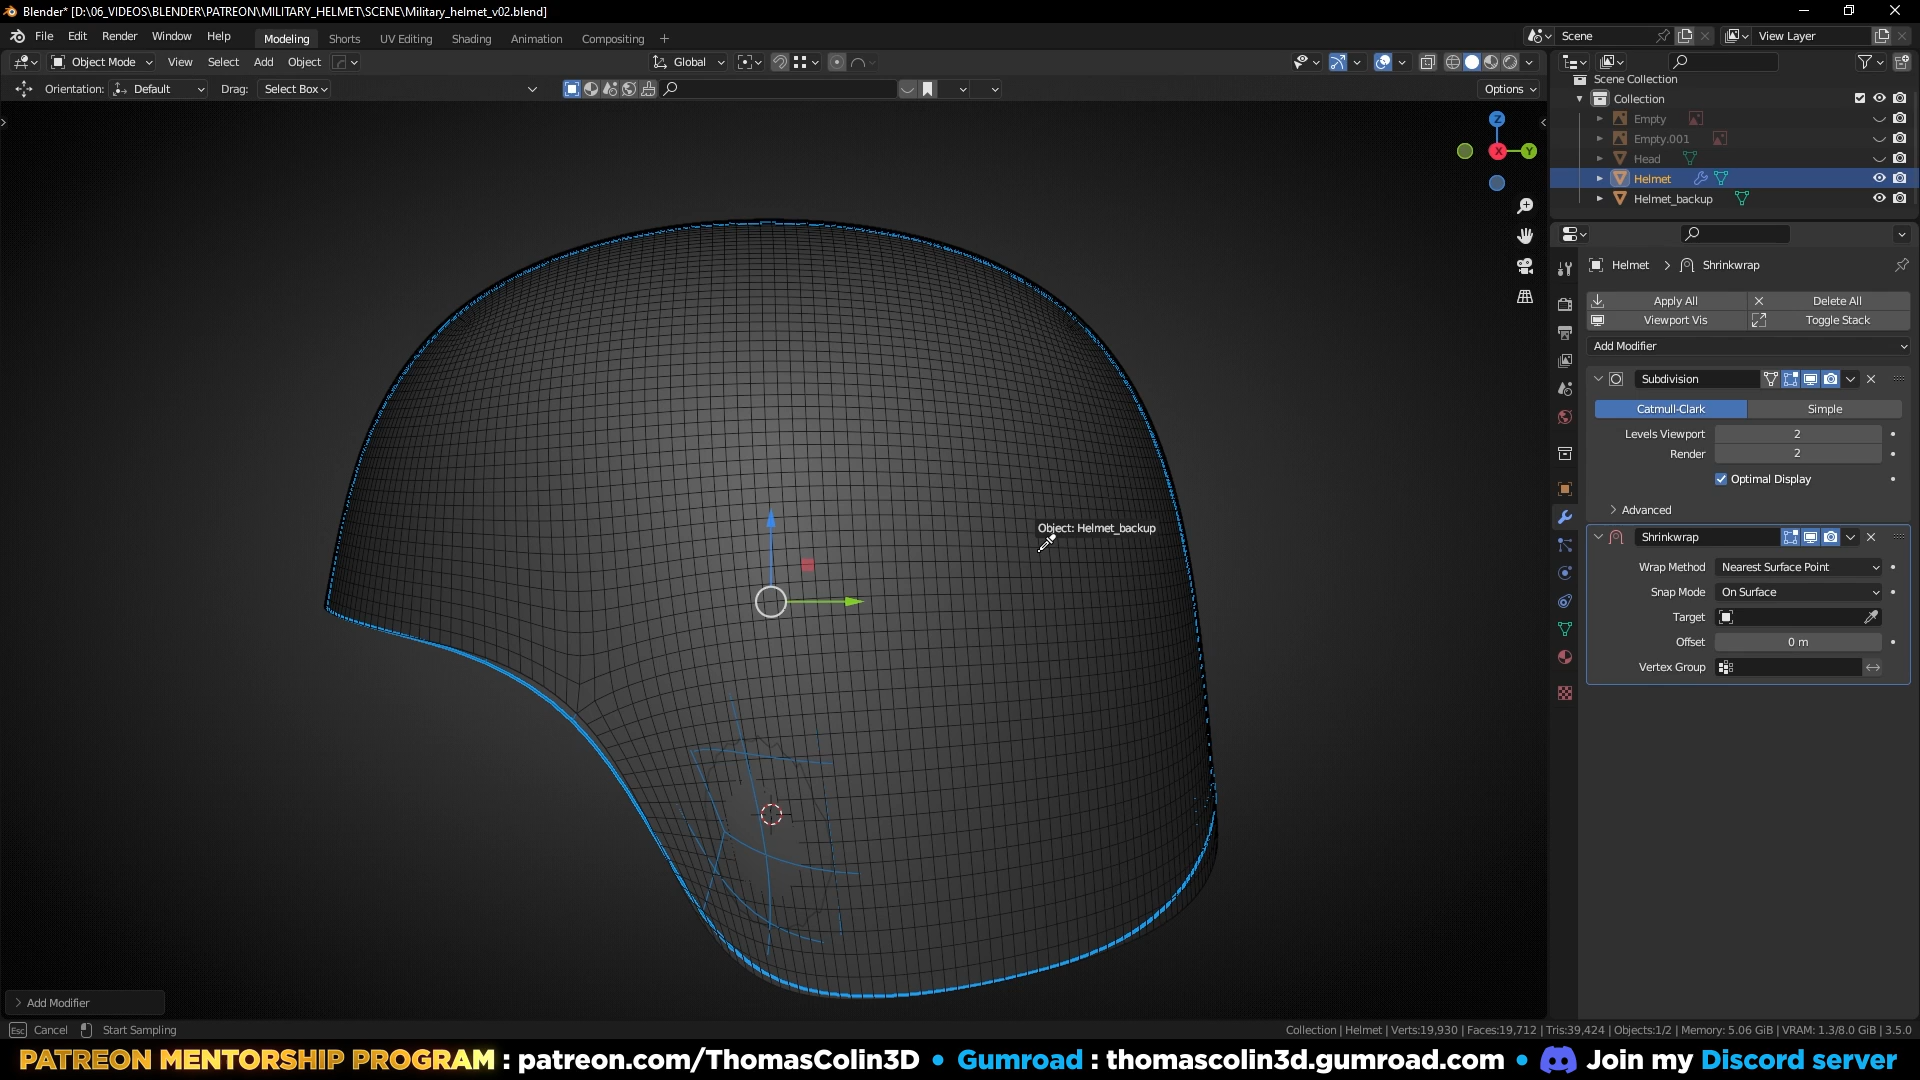 Blender* [D:\06_VIDEOS\BLENDER\PATREON\MILITARY_HELMET\SCENE\Military_helmet_v02.blend]
File Edit Render Window Help Modeling Shorts UV Editing Shading Animation Compositing + Scene View Layer
Object Mode View Select Add Object Global
Orientation: Default Drag: Select Box Options
Scene Collection
Collection
Empty
Empty.001
Head
Helmet
Helmet_backup
Z
X
Y
Helmet > Shrinkwrap
Apply All Delete All
Viewport Vis Toggle Stack
Add Modifier
Subdivision
Catmull-Clark Simple
Levels Viewport 2
Render 2
Optimal Display
Advanced
Shrinkwrap
Wrap Method Nearest Surface Point
Snap Mode On Surface
Target
Offset 0 m
Vertex Group
Object: Helmet_backup
Add Modifier
Esc Cancel Start Sampling
Collection | Helmet | Verts:19,930 | Faces:19,712 | Tris:39,424 | Objects:1/2 | Memory: 5.06 GiB | VRAM: 1.3/8.0 GiB | 3.5.0
PATREON MENTORSHIP PROGRAM : patreon.com/ThomasColin3D • Gumroad : thomascolin3d.gumroad.com • Join my Discord server